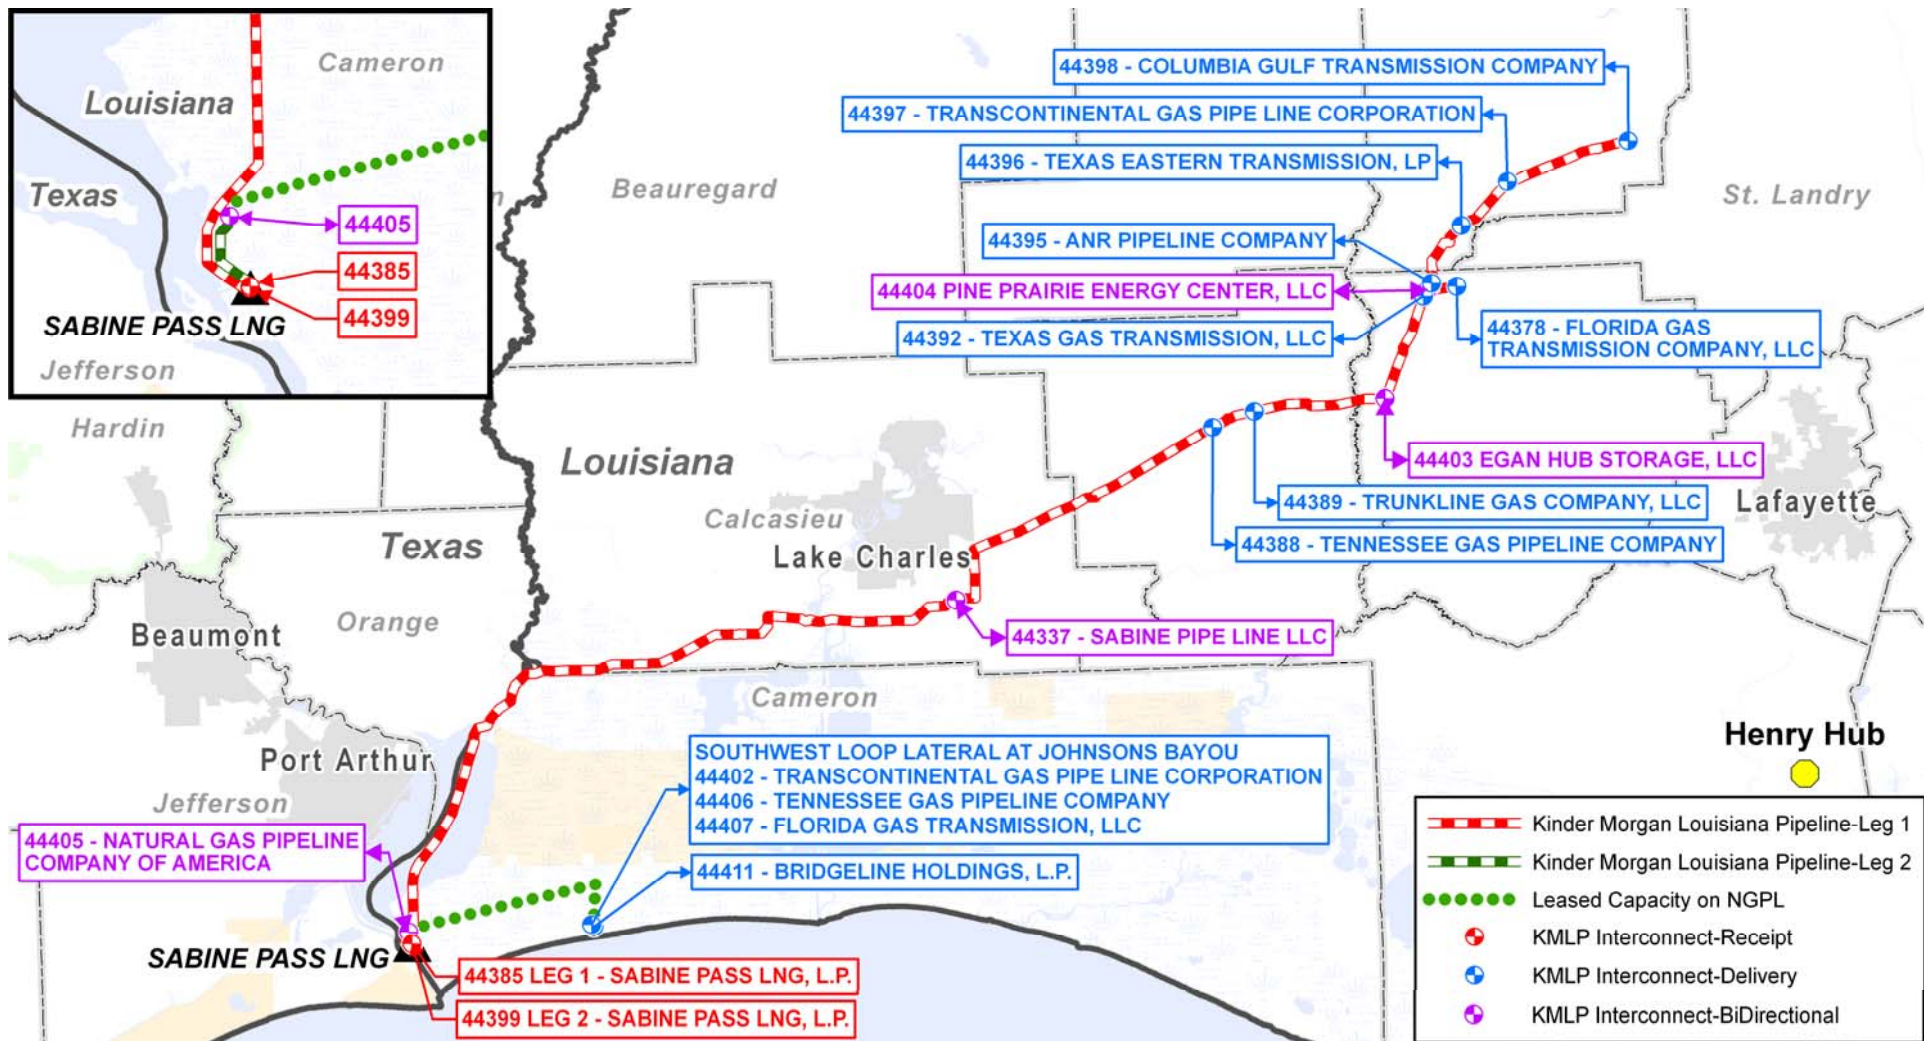 Cameron
Louisiana
Texas
44405
44385
44399
SABINE PASS LNG
Jefferson
n
44398 - COLUMBIA GULF TRANSMISSION COMPANY
44397 - TRANSCONTINENTAL GAS PIPE LINE CORPORATION
44396 - TEXAS EASTERN TRANSMISSION, LP
Beauregard
St. Landry
44395 - ANR PIPELINE COMPANY
44404 PINE PRAIRIE ENERGY CENTER, LLC
44392 - TEXAS GAS TRANSMISSION, LLC
44378 - FLORIDA GAS
TRANSMISSION COMPANY, LLC
Hardin
Louisiana
44403 EGAN HUB STORAGE, LLC
44389 - TRUNKLINE GAS COMPANY, LLC
Lafayette
Calcasieu
Texas
44388 - TENNESSEE GAS PIPELINE COMPANY
Lake Charles
Orange
Beaumont
44337 - SABINE PIPE LINE LLC
Cameron
Henry Hub
Port Arthur
SOUTHWEST LOOP LATERAL AT JOHNSONS BAYOU
44402 - TRANSCONTINENTAL GAS PIPE LINE CORPORATION
44406 - TENNESSEE GAS PIPELINE COMPANY
44407 - FLORIDA GAS TRANSMISSION, LLC
Jefferson
44405 - NATURAL GAS PIPELINE
COMPANY OF AMERICA
44411 - BRIDGELINE HOLDINGS, L.P.
SABINE PASS LNG
44385 LEG 1 - SABINE PASS LNG, L.P.
44399 LEG 2 - SABINE PASS LNG, L.P.
Kinder Morgan Louisiana Pipeline-Leg 1
Kinder Morgan Louisiana Pipeline-Leg 2
Leased Capacity on NGPL
KMLP Interconnect-Receipt
KMLP Interconnect-Delivery
KMLP Interconnect-BiDirectional